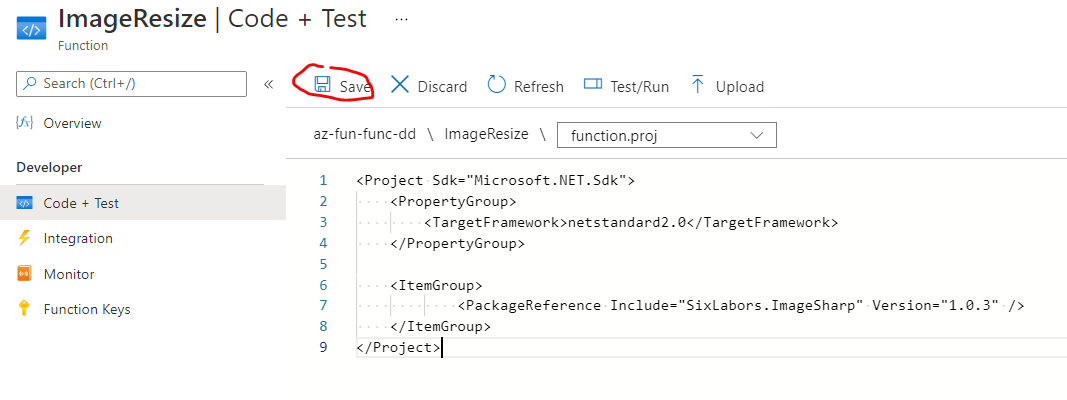 ImageResize | Code + Test ...
Function
Search (Ctrl+/) «
Save Discard Refresh Test/Run Upload
Overview
az-fun-func-dd \ ImageResize \ function.proj
Developer
Code + Test
Integration
Monitor
Function Keys
1 <Project Sdk="Microsoft.NET.Sdk">
2 <PropertyGroup>
3 <TargetFramework>netstandard2.0</TargetFramework>
4 </PropertyGroup>
5
6 <ItemGroup>
7 <PackageReference Include="SixLabors.ImageSharp" Version="1.0.3" />
8 </ItemGroup>
9 </Project>